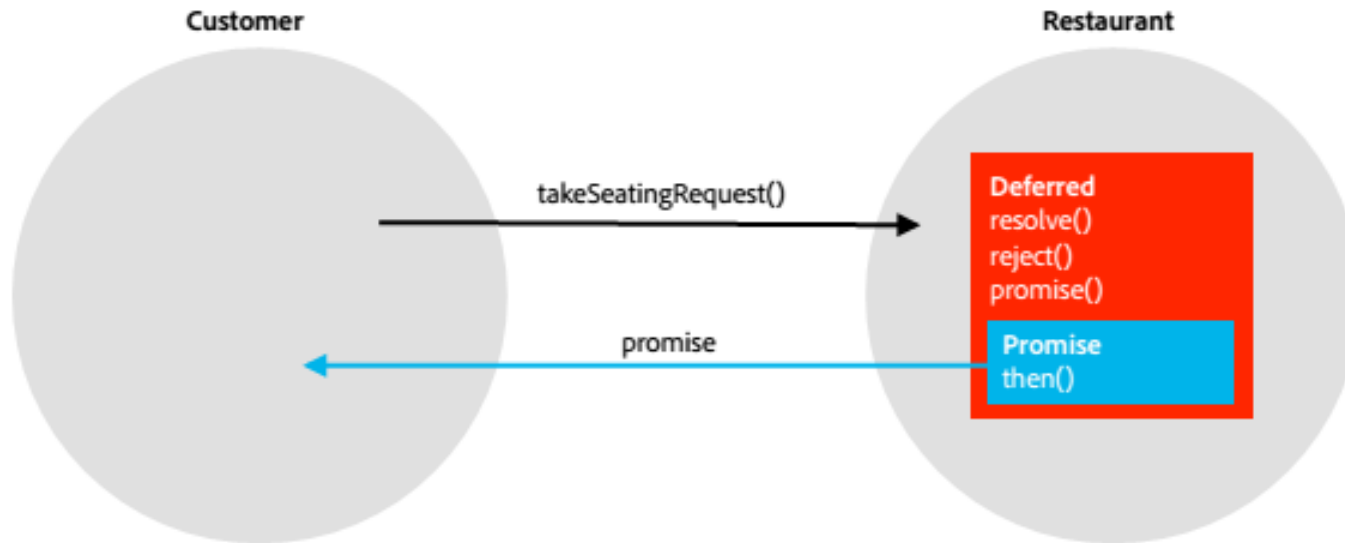 Customer
Restaurant
takeSeatingRequest()
Deferred
resolve()
reject()
promise()
promise
Promise
then()